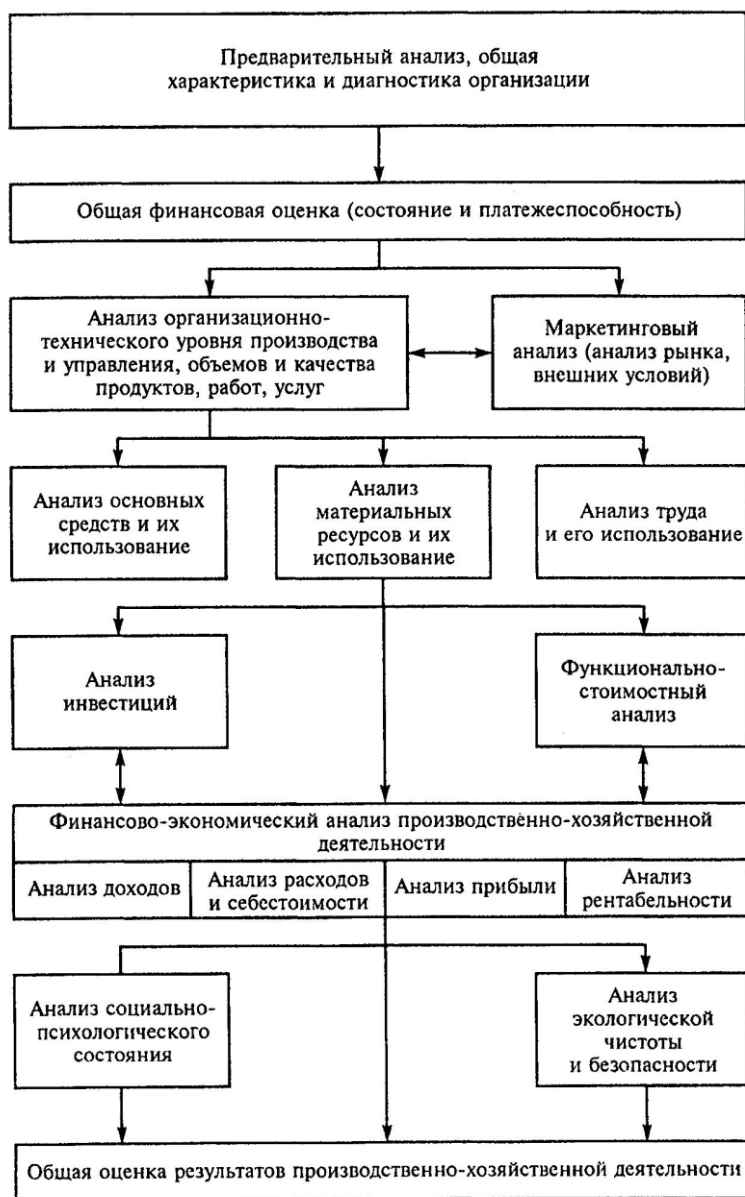 Предварительный анализ, общая
характеристика и диагностика организации
Общая финансовая оценка (состояние и платежеспособность)
Анализ организационно-
технического уровня производства
и управления, объемов и качества
продуктов, работ, услуг
Маркетинговый
анализ (анализ рынка,
внешних условий)
Анализ основных
средств и их
использование
Анализ
материальных
ресурсов и их
использование
Анализ труда
и его использование
Анализ
инвестиций
Функционально-
стоимостный
анализ
Финансово-экономический анализ производственно-хозяйственной
деятельности
Анализ доходов
Анализ расходов
и себестоимости
Анализ прибыли
Анализ
рентабельности
Анализ социально-
психологического
состояния
Анализ
экологической
чистоты
и безопасности
Общая оценка результатов производственно-хозяйственной деятельности